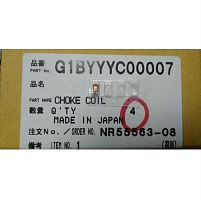 品番
PART NO. G1BYYYC00007
品名
PART NAME CHOKE COIL
数量 Q'TY 4
MADE IN JAPAN
注文No./ORDER NO. NR55563-08
備考 ITEM NO. 1